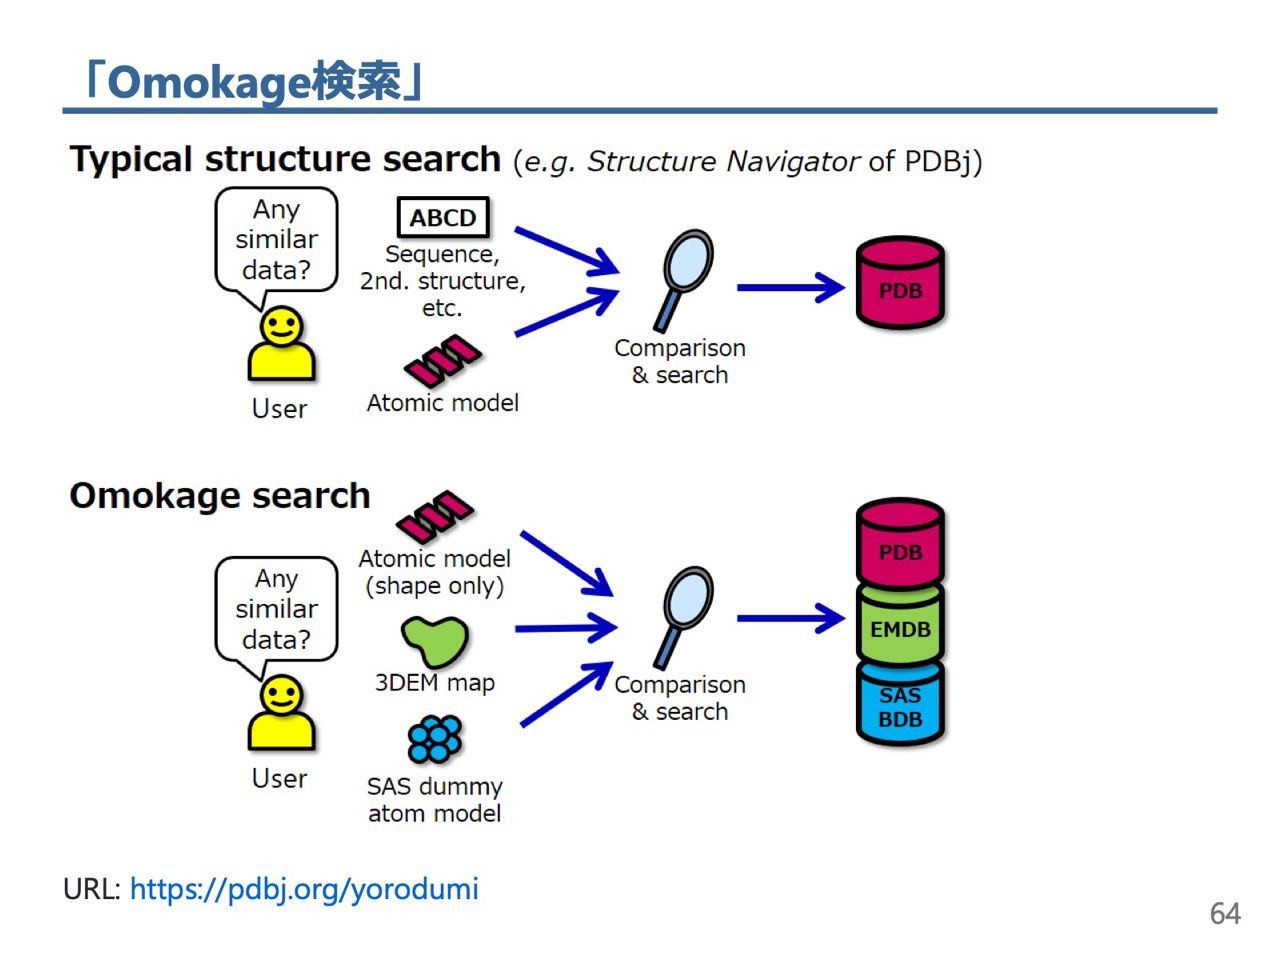 「Omokage検索」
Typical structure search (e.g. Structure Navigator of PDBj)
Any
similar
data?
User
ABCD
Sequence,
2nd. structure,
etc.
Atomic model
Comparison
& search
PDB
Omokage search
Any
similar
data?
User
Atomic model
(shape only)
3DEM map
SAS dummy
atom model
Comparison
& search
PDB
EMDB
SAS
BDB
URL: https://pdbj.org/yorodumi
64